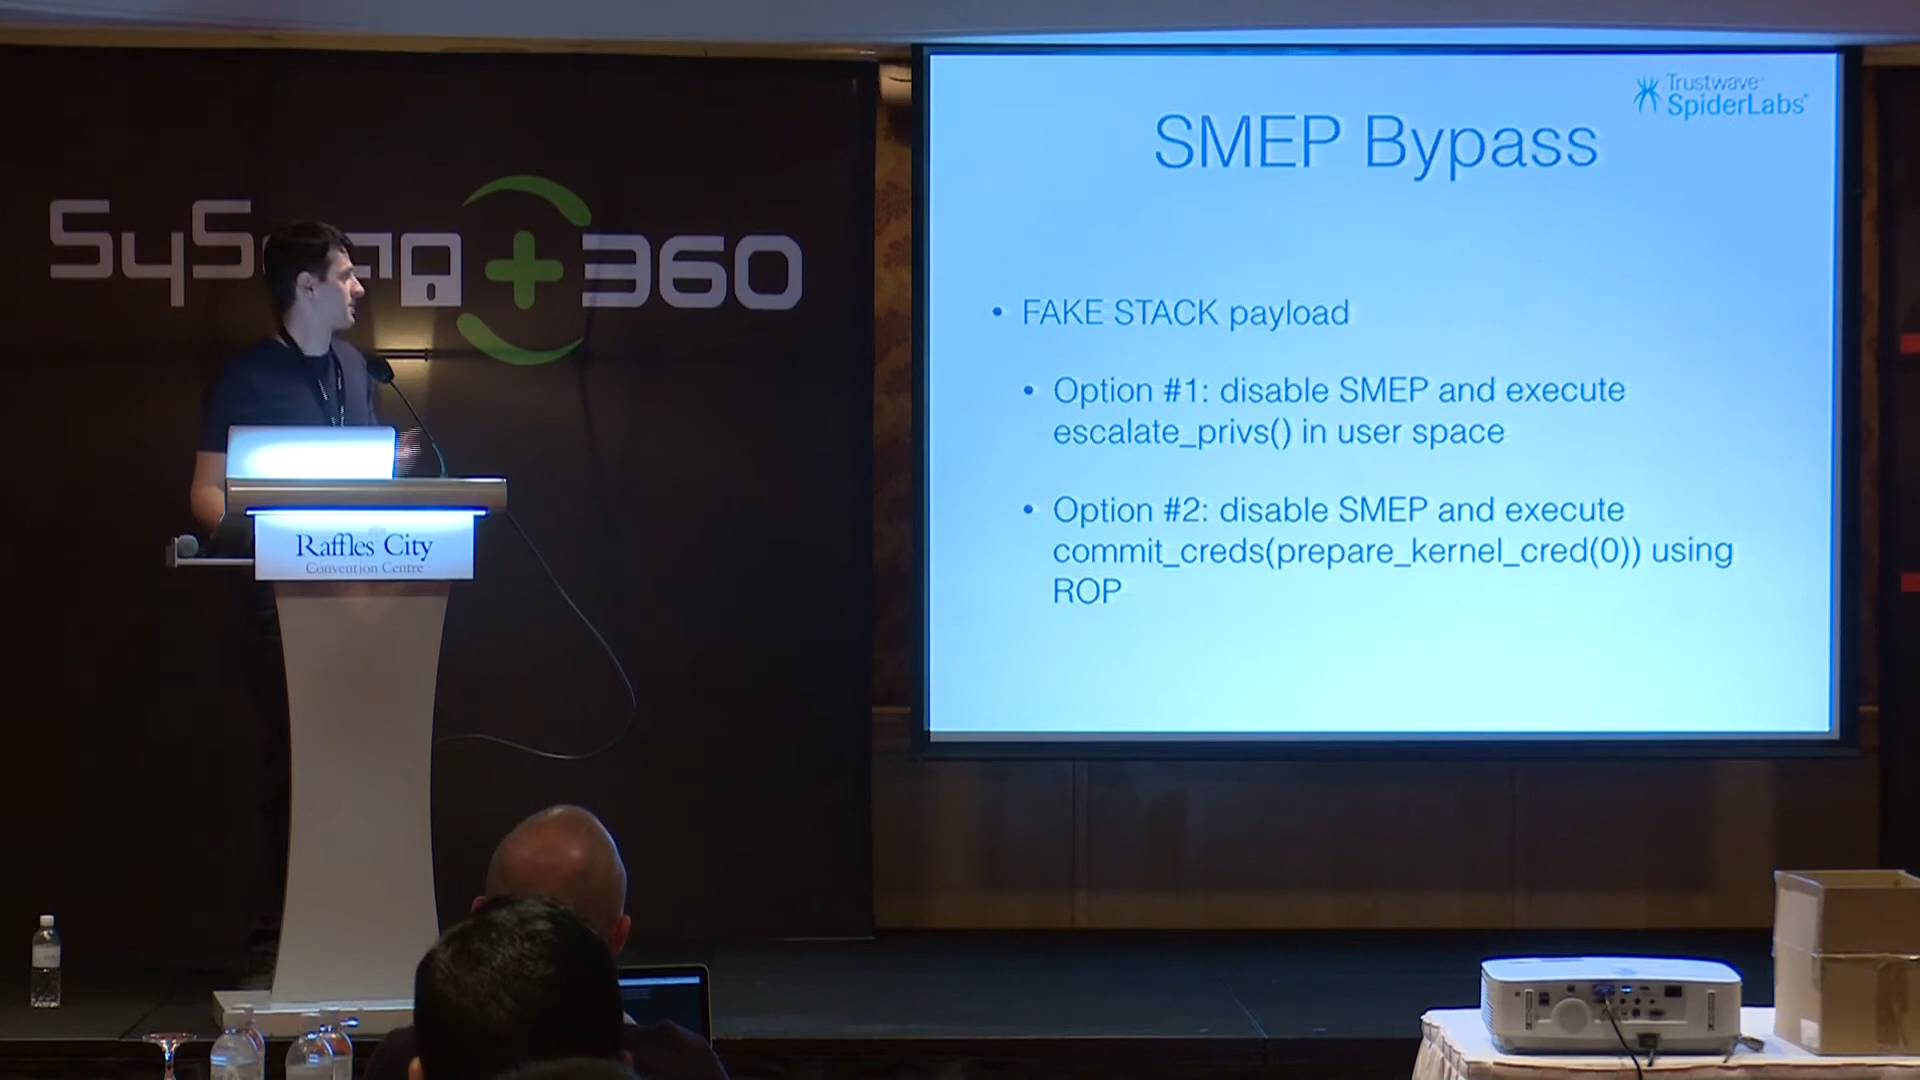 SyScan 360
Trustwave
SpiderLabs
SMEP Bypass
• FAKE STACK payload
• Option #1: disable SMEP and execute
escalate_privs() in user space
• Option #2: disable SMEP and execute
commit_creds(prepare_kernel_cred(0)) using
ROP
Raffles City
Convention Centre